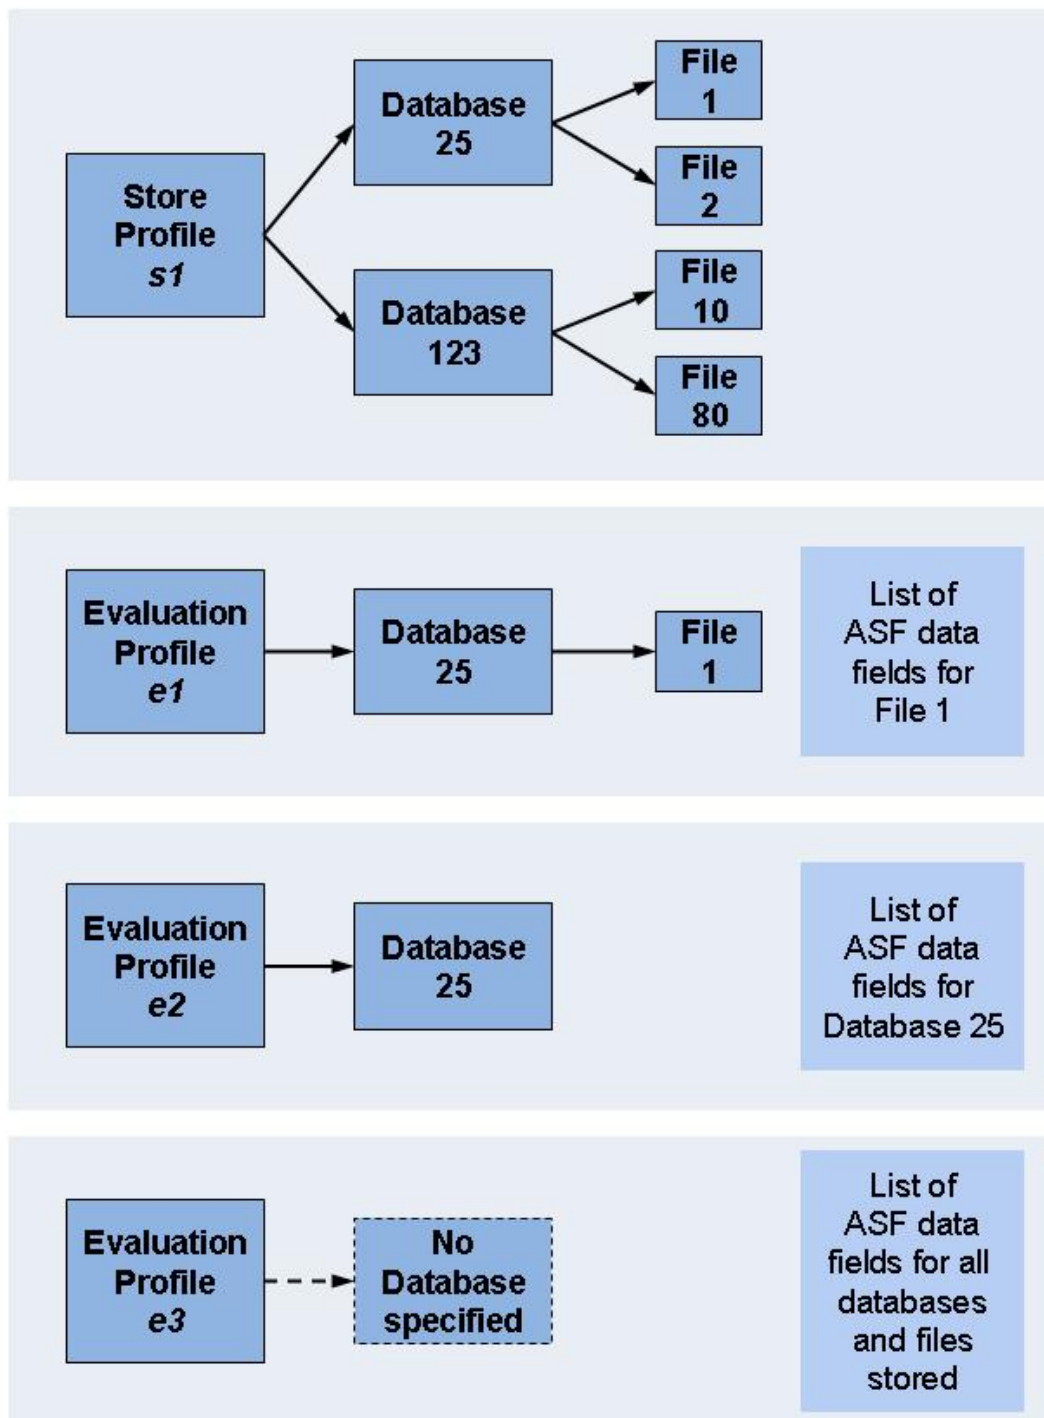 Store
Profile
s1
Database
25
Database
123
File
1
File
2
File
10
File
80
Evaluation
Profile
e1
Database
25
File
1
List of
ASF data
fields for
File 1
Evaluation
Profile
e2
Database
25
List of
ASF data
fields for
Database 25
Evaluation
Profile
e3
No
Database
specified
List of
ASF data
fields for all
databases
and files
stored